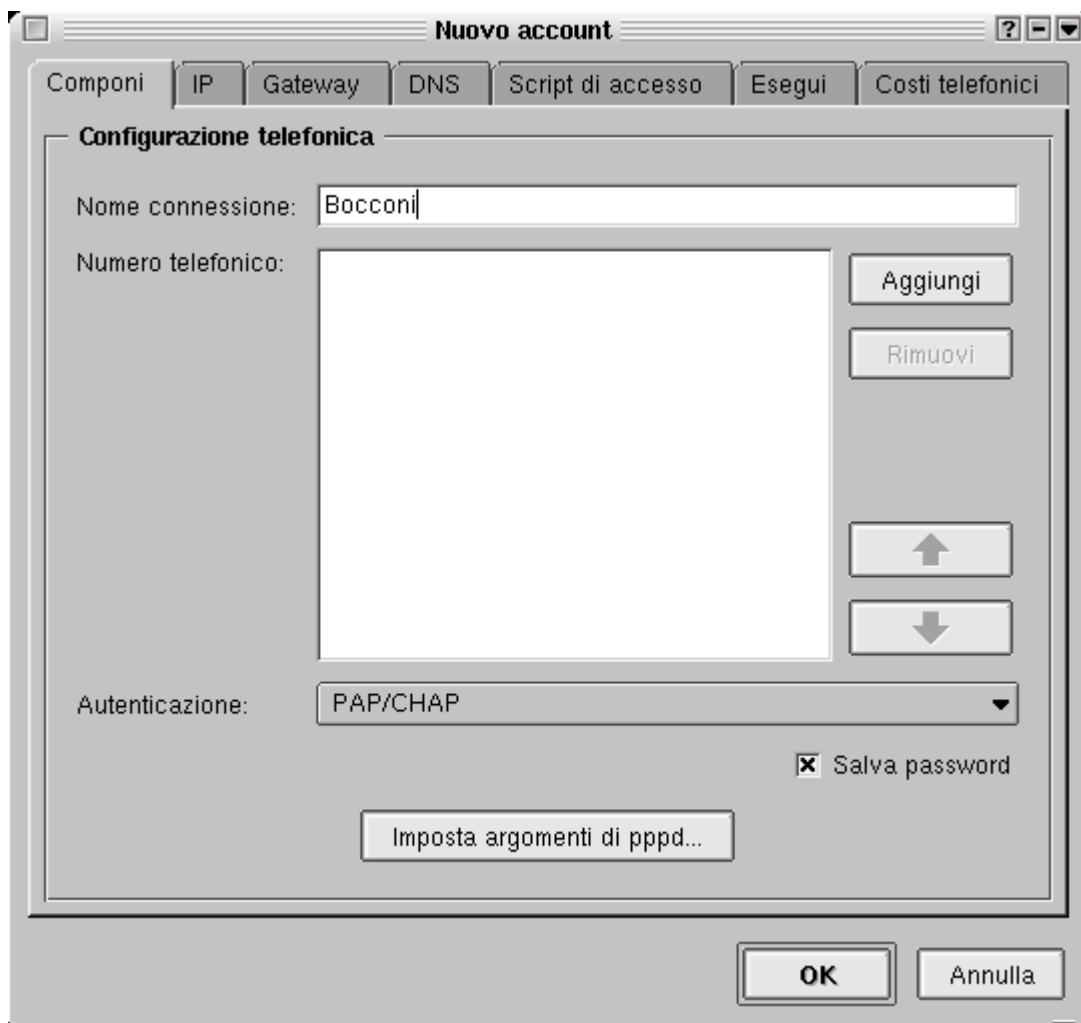 Nuovo account
?
Componi IP Gateway DNS Script di accesso Esegui Costi telefonici
Configurazione telefonica
Nome connessione: Bocconi
Numero telefonico:
Aggiungi
Rimuovi
Autenticazione: PAP/CHAP
Salva password
Imposta argomenti di pppd...
OK Annulla